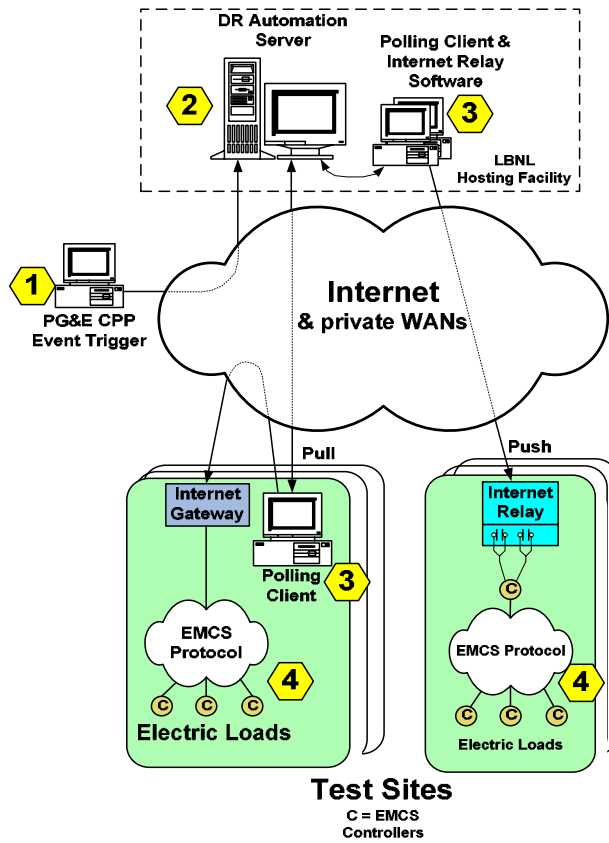 DR Automation
Server
Polling Client &
Internet Relay
Software
2
3
LBNL
Hosting Facility
1
PG&E CPP
Event Trigger
Internet
& private WANs
Pull
Push
Internet
Gateway
Polling
Client
3
EMCS
Protocol
4
C C C
Electric Loads
Internet
Relay
C
EMCS Protocol
4
C C C
Electric Loads
Test Sites
C = EMCS
Controllers